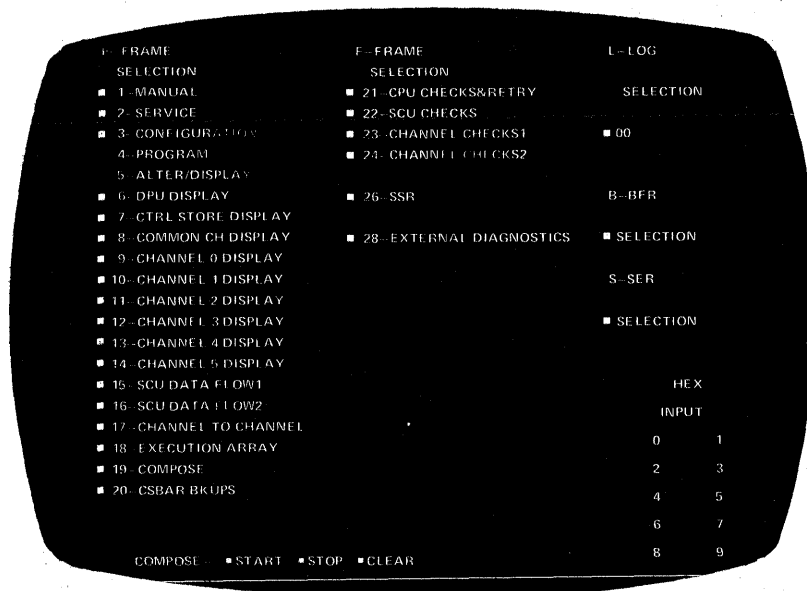 F- FRAME
SELECTION
■ 1-MANUAL
■ 2- SERVICE
■ 3- CONFIGURATION
4-PROGRAM
5-ALTER/DISPLAY
■ 6- DPU DISPLAY
■ 7-CTRL STORE DISPLAY
■ 8-COMMON CH DISPLAY
■ 9-CHANNEL 0 DISPLAY
■ 10-CHANNEL 1 DISPLAY
■ 11-CHANNEL 2 DISPLAY
■ 12-CHANNEL 3 DISPLAY
■ 13-CHANNEL 4 DISPLAY
■ 14-CHANNEL 5 DISPLAY
■ 15-SCU DATA FLOW1
■ 16-SCU DATA FLOW2
■ 17-CHANNEL TO CHANNEL
■ 18-EXECUTION ARRAY
■ 19-COMPOSE
■ 20-CSBAR BKUPS
COMPOSE- ■START ■STOP ■CLEAR
F-FRAME
SELECTION
■ 21-CPU CHECKS&RETRY
■ 22-SCU CHECKS
■ 23-CHANNEL CHECKS1
■ 24-CHANNEL CHECKS2
■ 26-SSR
■ 28-EXTERNAL DIAGNOSTICS
L-LOG
SELECTION
■ 00
B-BFR
■ SELECTION
S-SER
■ SELECTION
HEX
INPUT
0 1
2 3
4 5
6 7
8 9